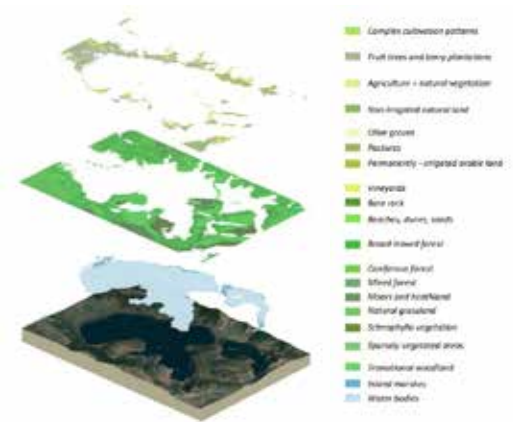 Complex cultivation patterns
Fruit trees and berry plantations
Agriculture + natural vegetation
Non-irrigated natural land
Olive groves
Pastures
Permanently - irrigated arable land
Vineyards
Bare rock
Beaches, dunes, sands
Broad leaved forest
Coniferous forest
Mixed forest
Moors and heathland
Natural grassland
Sclerophylle vegetation
Sparsely vegetated areas
Transitional woodland
Inland marshes
Water bodies